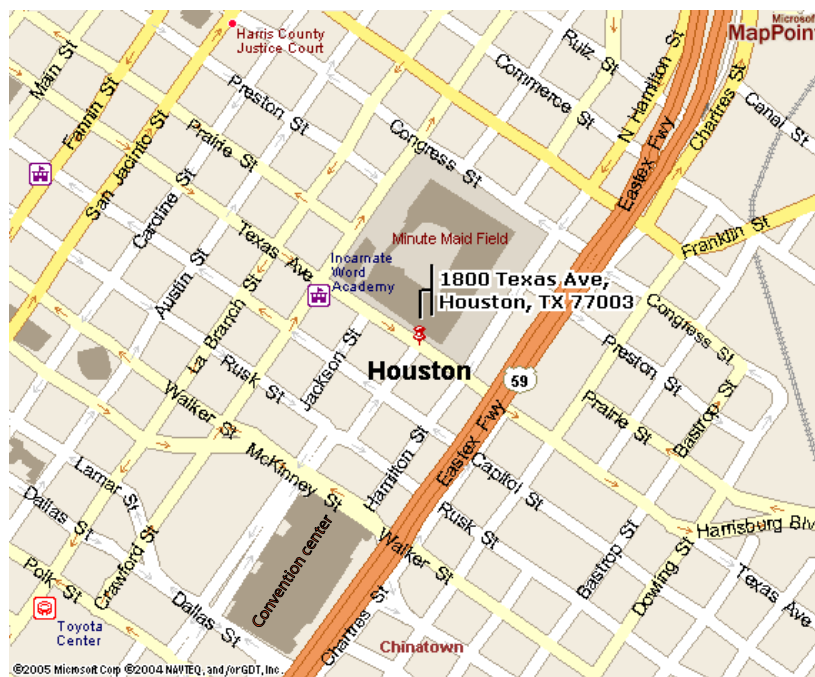 Microsoft
MapPoint
Harris County
Justice Court
Main St
Fannin St
San Jacinto St
Preston St
Prairie St
Caroline St
Austin St
Texas Ave
Congress St
Commerce St
Ruiz St
N Hamilton St
Chartres St
Canal St
Eastex Fwy
Franklin St
Minute Maid Field
Incarnate
Word
Academy
1800 Texas Ave,
Houston, TX 77003
Houston
59
La Branch St
Jackson St
Rusk St
Walker St
McKinney St
Hamilton St
Eastex Fwy
Congress St
Preston St
Prairie St
Bastrop St
Capitol St
Rusk St
Walker St
Harrisburg Blv
Texas Ave
Bastrop St
Dowling St
Lamar St
Dallas St
Polk St
Crawford St
Dallas St
Convention center
Chartres St
Chinatown
Toyota
Center
©2005 Microsoft Corp ©2004 NAVTEQ, and/or GDT, Inc.